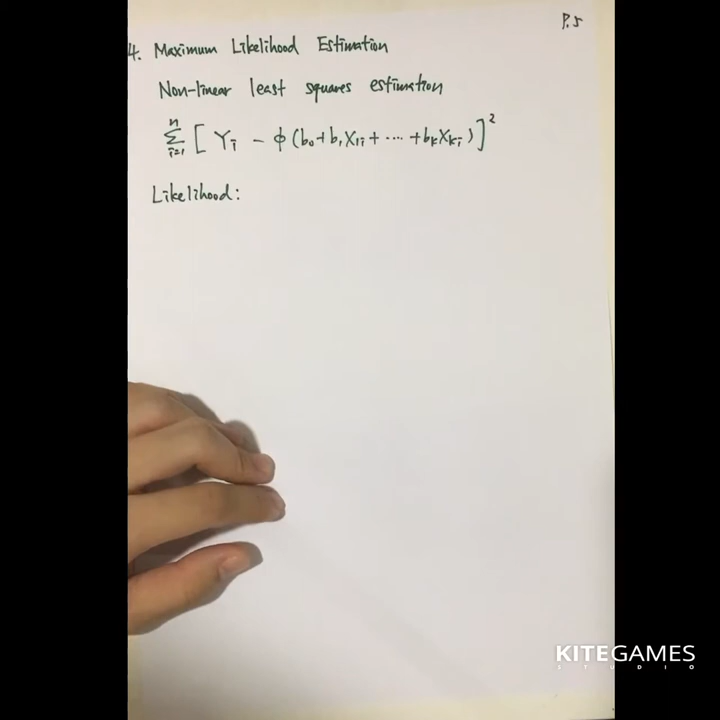 P.5
4. Maximum Likelihood Estimation
Non-linear least squares estimation
n
∑ [ Yi - ϕ(b0 + b1X1i + ···· + bkXki) ]²
i=1
Likelihood:
KITEGAMES
STUDIO